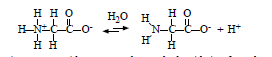 H H O H₂O H O
H–N⁺–C–C–O⁻ ⇌ N–C–C–O⁻ + H⁺
H H H H H